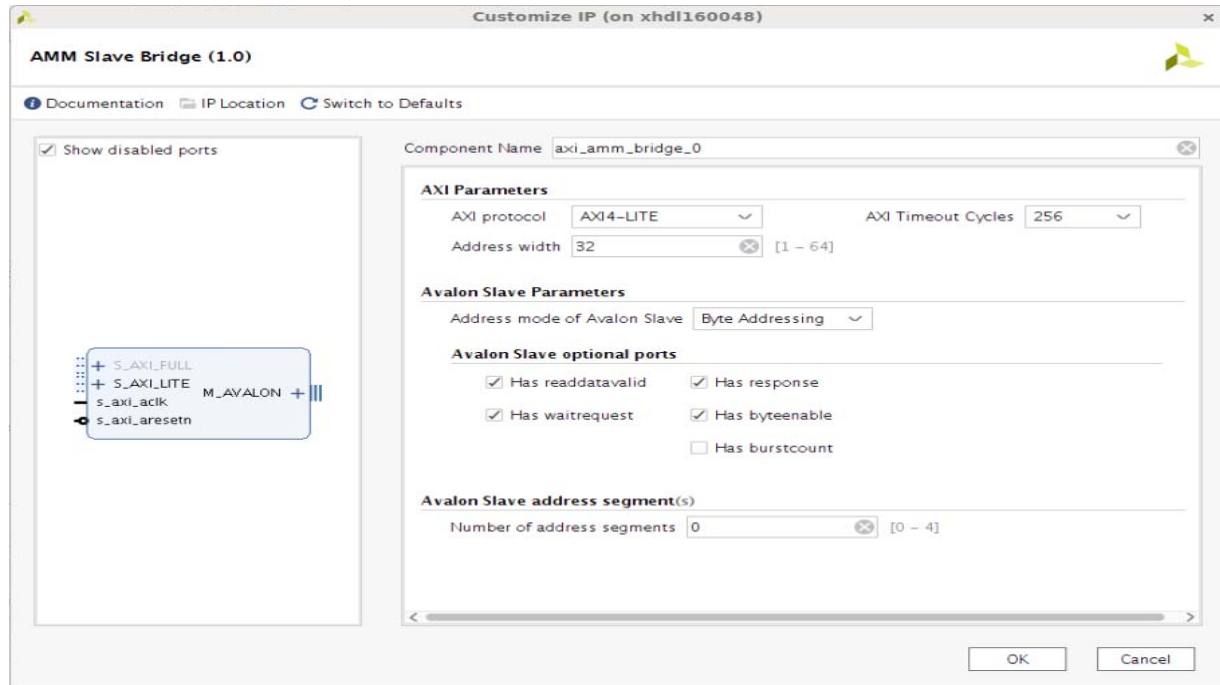 Customize IP (on xhdl160048)
AMM Slave Bridge (1.0)
Documentation IP Location Switch to Defaults
Show disabled ports
S_AXI_FULL
S_AXI_LITE
M_AVALON
s_axi_aclk
s_axi_aresetn
Component Name axi_amm_bridge_0
AXI Parameters
AXI protocol AXI4-LITE AXI Timeout Cycles 256
Address width 32 [1 - 64]
Avalon Slave Parameters
Address mode of Avalon Slave Byte Addressing
Avalon Slave optional ports
Has readdatavalid Has response
Has waitrequest Has byteenable
Has burstcount
Avalon Slave address segment(s)
Number of address segments 0 [0 - 4]
OK Cancel